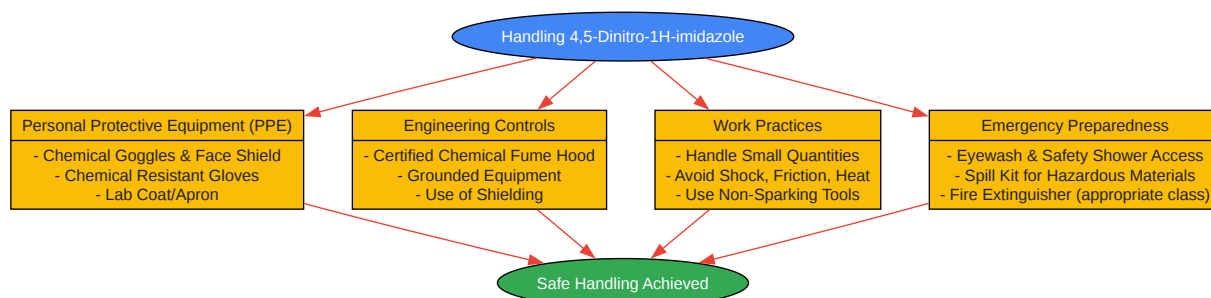 Handling 4,5-Dinitro-1H-imidazole
Personal Protective Equipment (PPE)
- Chemical Goggles & Face Shield
- Chemical Resistant Gloves
- Lab Coat/Apron
Engineering Controls
- Certified Chemical Fume Hood
- Grounded Equipment
- Use of Shielding
Work Practices
- Handle Small Quantities
- Avoid Shock, Friction, Heat
- Use Non-Sparking Tools
Emergency Preparedness
- Eyewash & Safety Shower Access
- Spill Kit for Hazardous Materials
- Fire Extinguisher (appropriate class)
Safe Handling Achieved